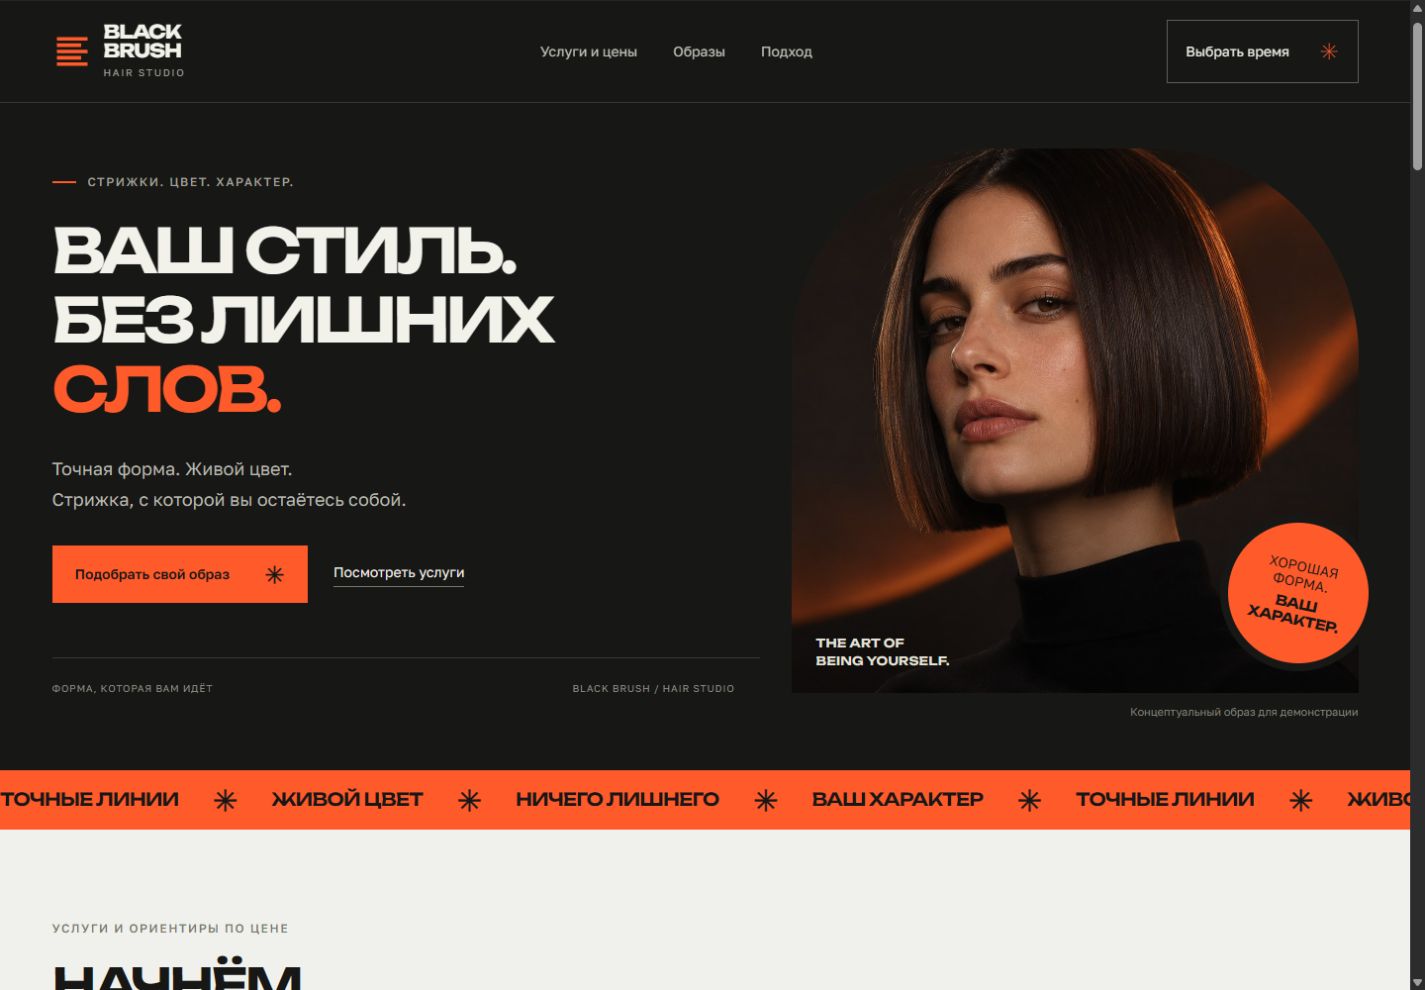 BLACK
BRUSH
HAIR STUDIO
Услуги и цены
Образы
Подход
Выбрать время
СТРИЖКИ. ЦВЕТ. ХАРАКТЕР.
ВАШ СТИЛЬ.
БЕЗ ЛИШНИХ
СЛОВ.
Точная форма. Живой цвет.
Стрижка, с которой вы остаётесь собой.
Подобрать свой образ
Посмотреть услуги
ФОРМА, КОТОРАЯ ВАМ ИДЁТ
BLACK BRUSH / HAIR STUDIO
THE ART OF
BEING YOURSELF.
ХОРОШАЯ
ФОРМА.
ВАШ
ХАРАКТЕР.
Концептуальный образ для демонстрации
ТОЧНЫЕ ЛИНИИ ЖИВОЙ ЦВЕТ НИЧЕГО ЛИШНЕГО ВАШ ХАРАКТЕР ТОЧНЫЕ ЛИНИИ
УСЛУГИ И ОРИЕНТИРЫ ПО ЦЕНЕ
НАЧНЁМ